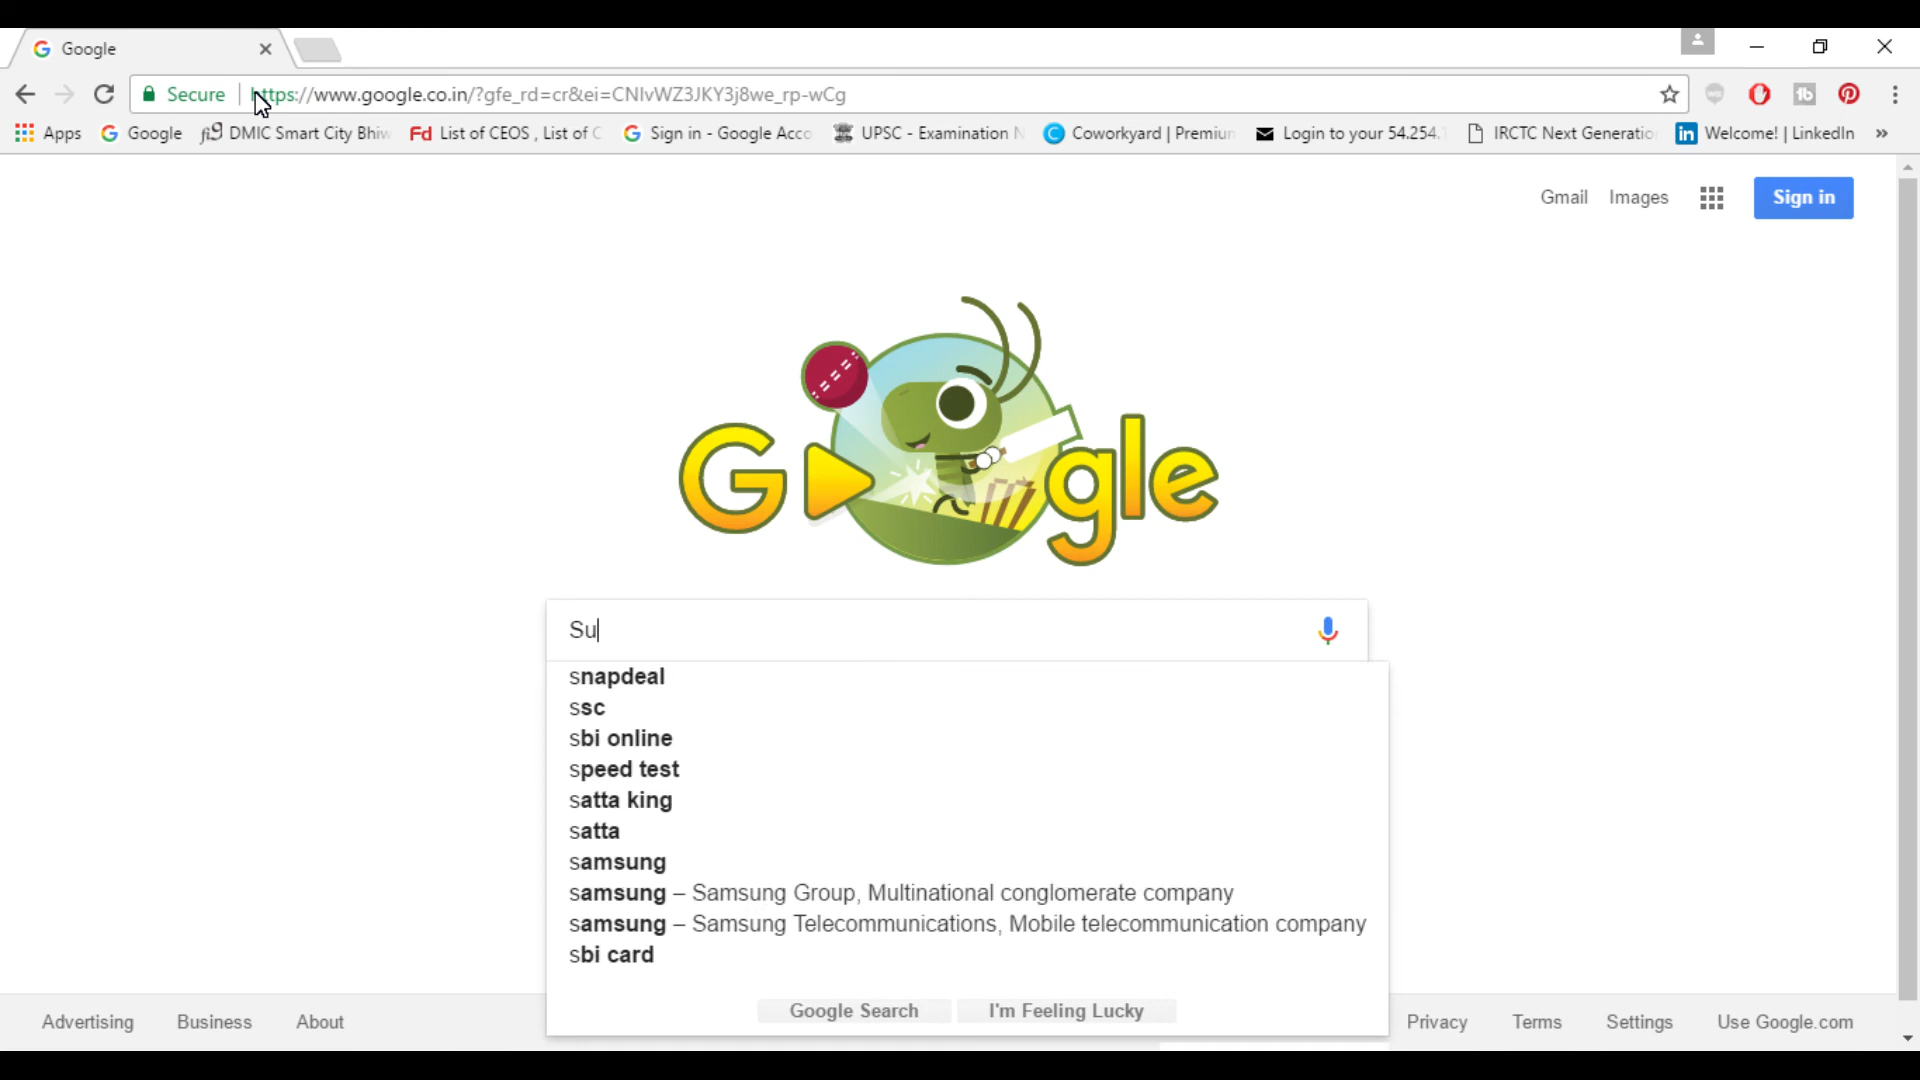 Google
Secure | https://www.google.co.in/?gfe_rd=cr&ei=CNIvWZ3JKY3j8we_rp-wCg
Apps Google DMIC Smart City Bhiw List of CEOS , List of C Sign in - Google Acco UPSC - Examination N Coworkyard | Premium Login to your 54.254. IRCTC Next Generatio Welcome! | LinkedIn »
Gmail Images Sign in
Google
Su
snapdeal
ssc
sbi online
speed test
satta king
satta
samsung
samsung – Samsung Group, Multinational conglomerate company
samsung – Samsung Telecommunications, Mobile telecommunication company
sbi card
Google Search I'm Feeling Lucky
Advertising Business About Privacy Terms Settings Use Google.com